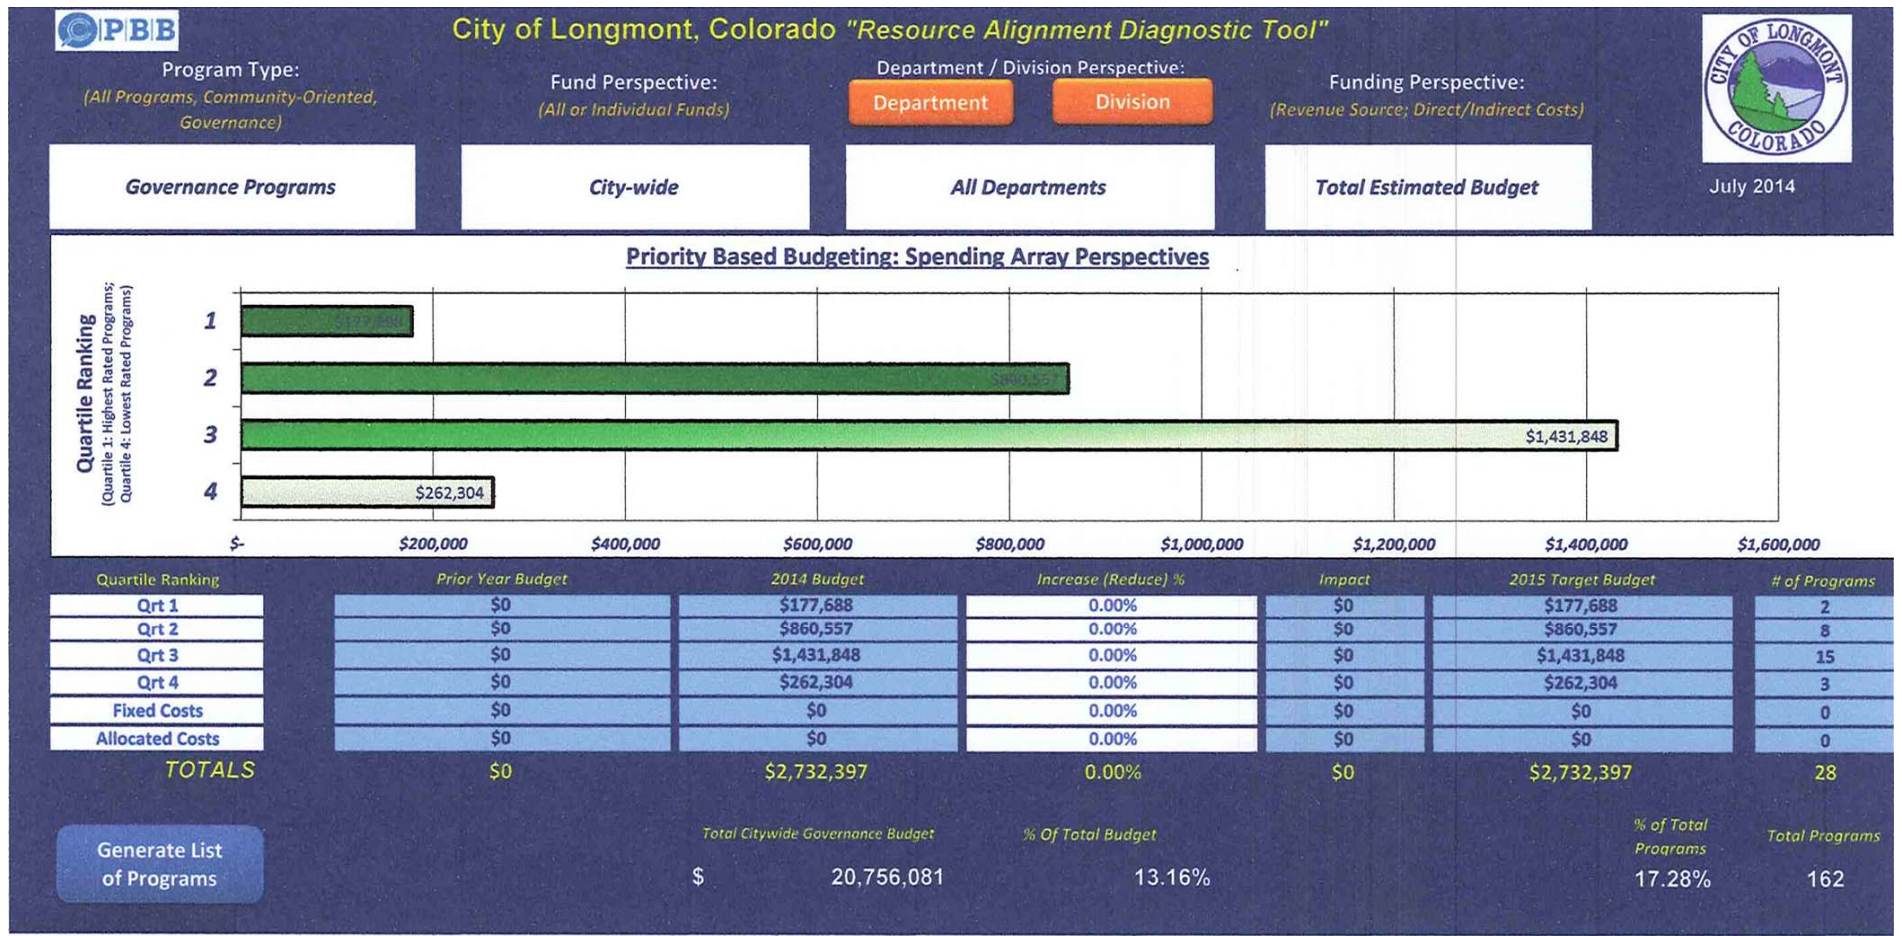 PBB
City of Longmont, Colorado "Resource Alignment Diagnostic Tool"
CITY OF LONGMONT
COLORADO
July 2014
Program Type:
(All Programs, Community-Oriented,
Governance)
Fund Perspective:
(All or Individual Funds)
Department / Division Perspective:
Department
Division
Funding Perspective:
(Revenue Source; Direct/Indirect Costs)
Governance Programs
City-wide
All Departments
Total Estimated Budget
Priority Based Budgeting: Spending Array Perspectives
Quartile Ranking
(Quartile 1: Highest Rated Programs;
Quartile 4: Lowest Rated Programs)
1 $177,688
2 $860,557
3 $1,431,848
4 $262,304
$- $200,000 $400,000 $600,000 $800,000 $1,000,000 $1,200,000 $1,400,000 $1,600,000
Quartile Ranking Prior Year Budget 2014 Budget Increase (Reduce) % Impact 2015 Target Budget # of Programs
Qrt 1 $0 $177,688 0.00% $0 $177,688 2
Qrt 2 $0 $860,557 0.00% $0 $860,557 8
Qrt 3 $0 $1,431,848 0.00% $0 $1,431,848 15
Qrt 4 $0 $262,304 0.00% $0 $262,304 3
Fixed Costs $0 $0 0.00% $0 $0 0
Allocated Costs $0 $0 0.00% $0 $0 0
TOTALS $0 $2,732,397 0.00% $0 $2,732,397 28
Generate List
of Programs
Total Citywide Governance Budget
$ 20,756,081
% Of Total Budget
13.16%
% of Total
Programs
17.28%
Total Programs
162